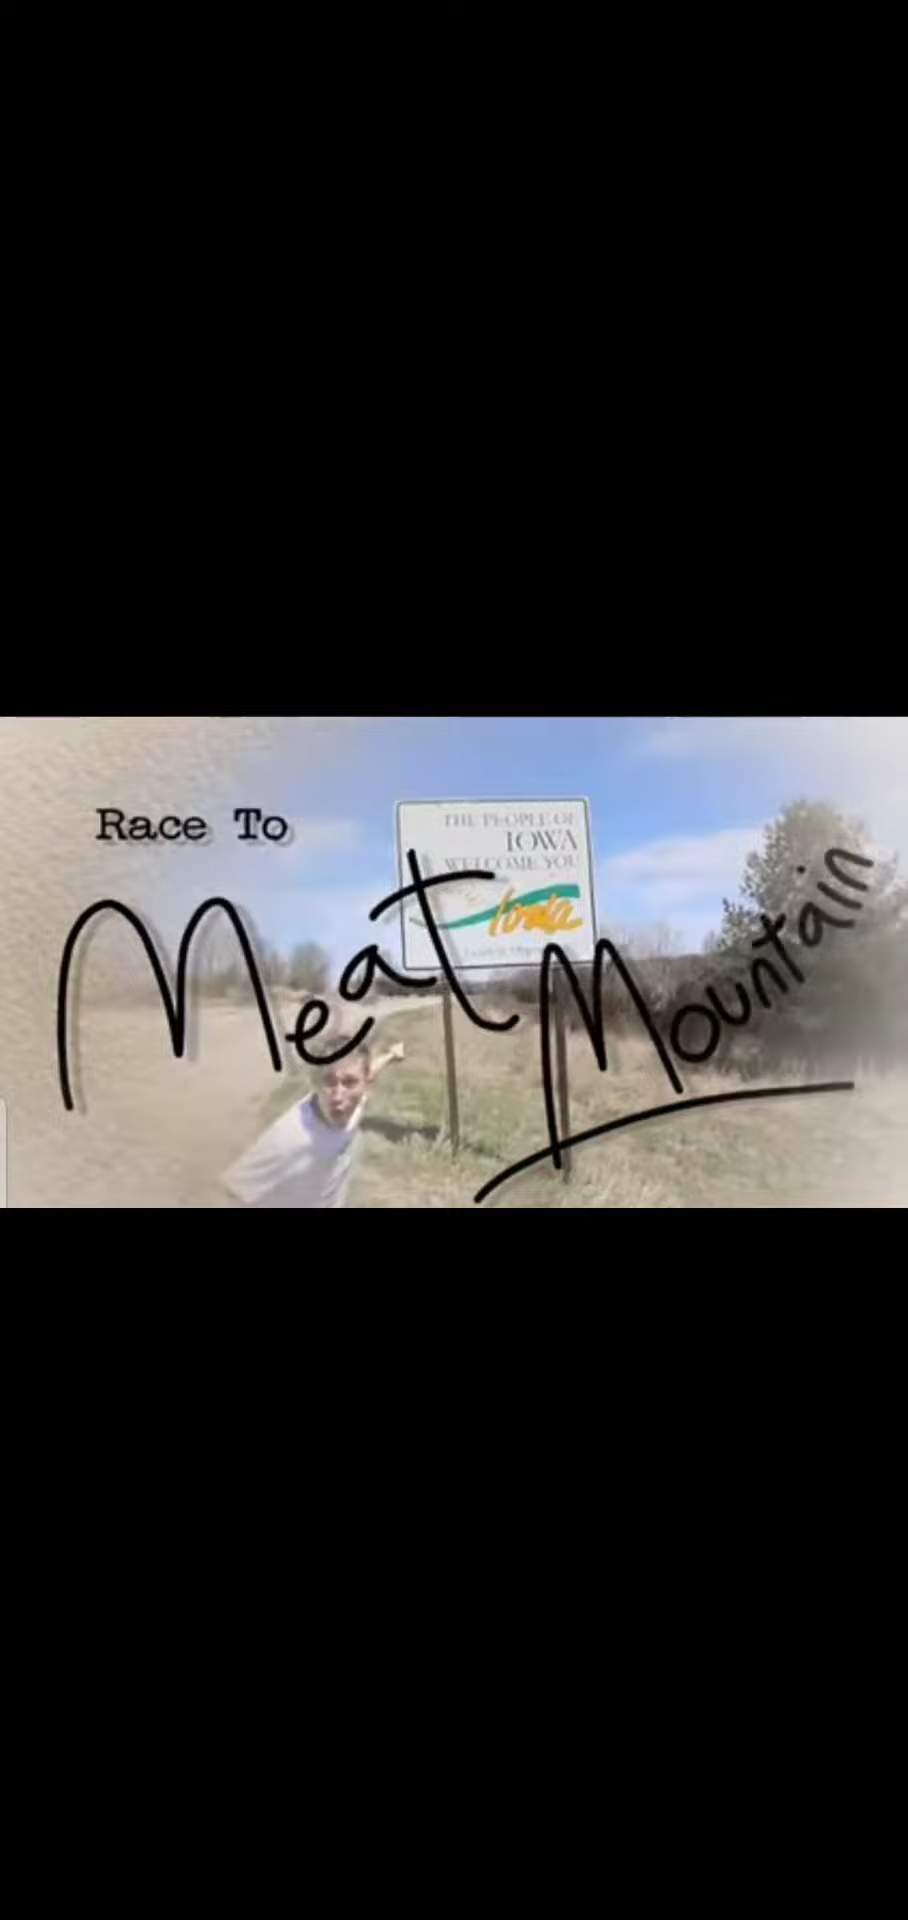 Race To
Meat
Mountain
THE PEOPLE OF
IOWA
WELCOME YOU
Iowa